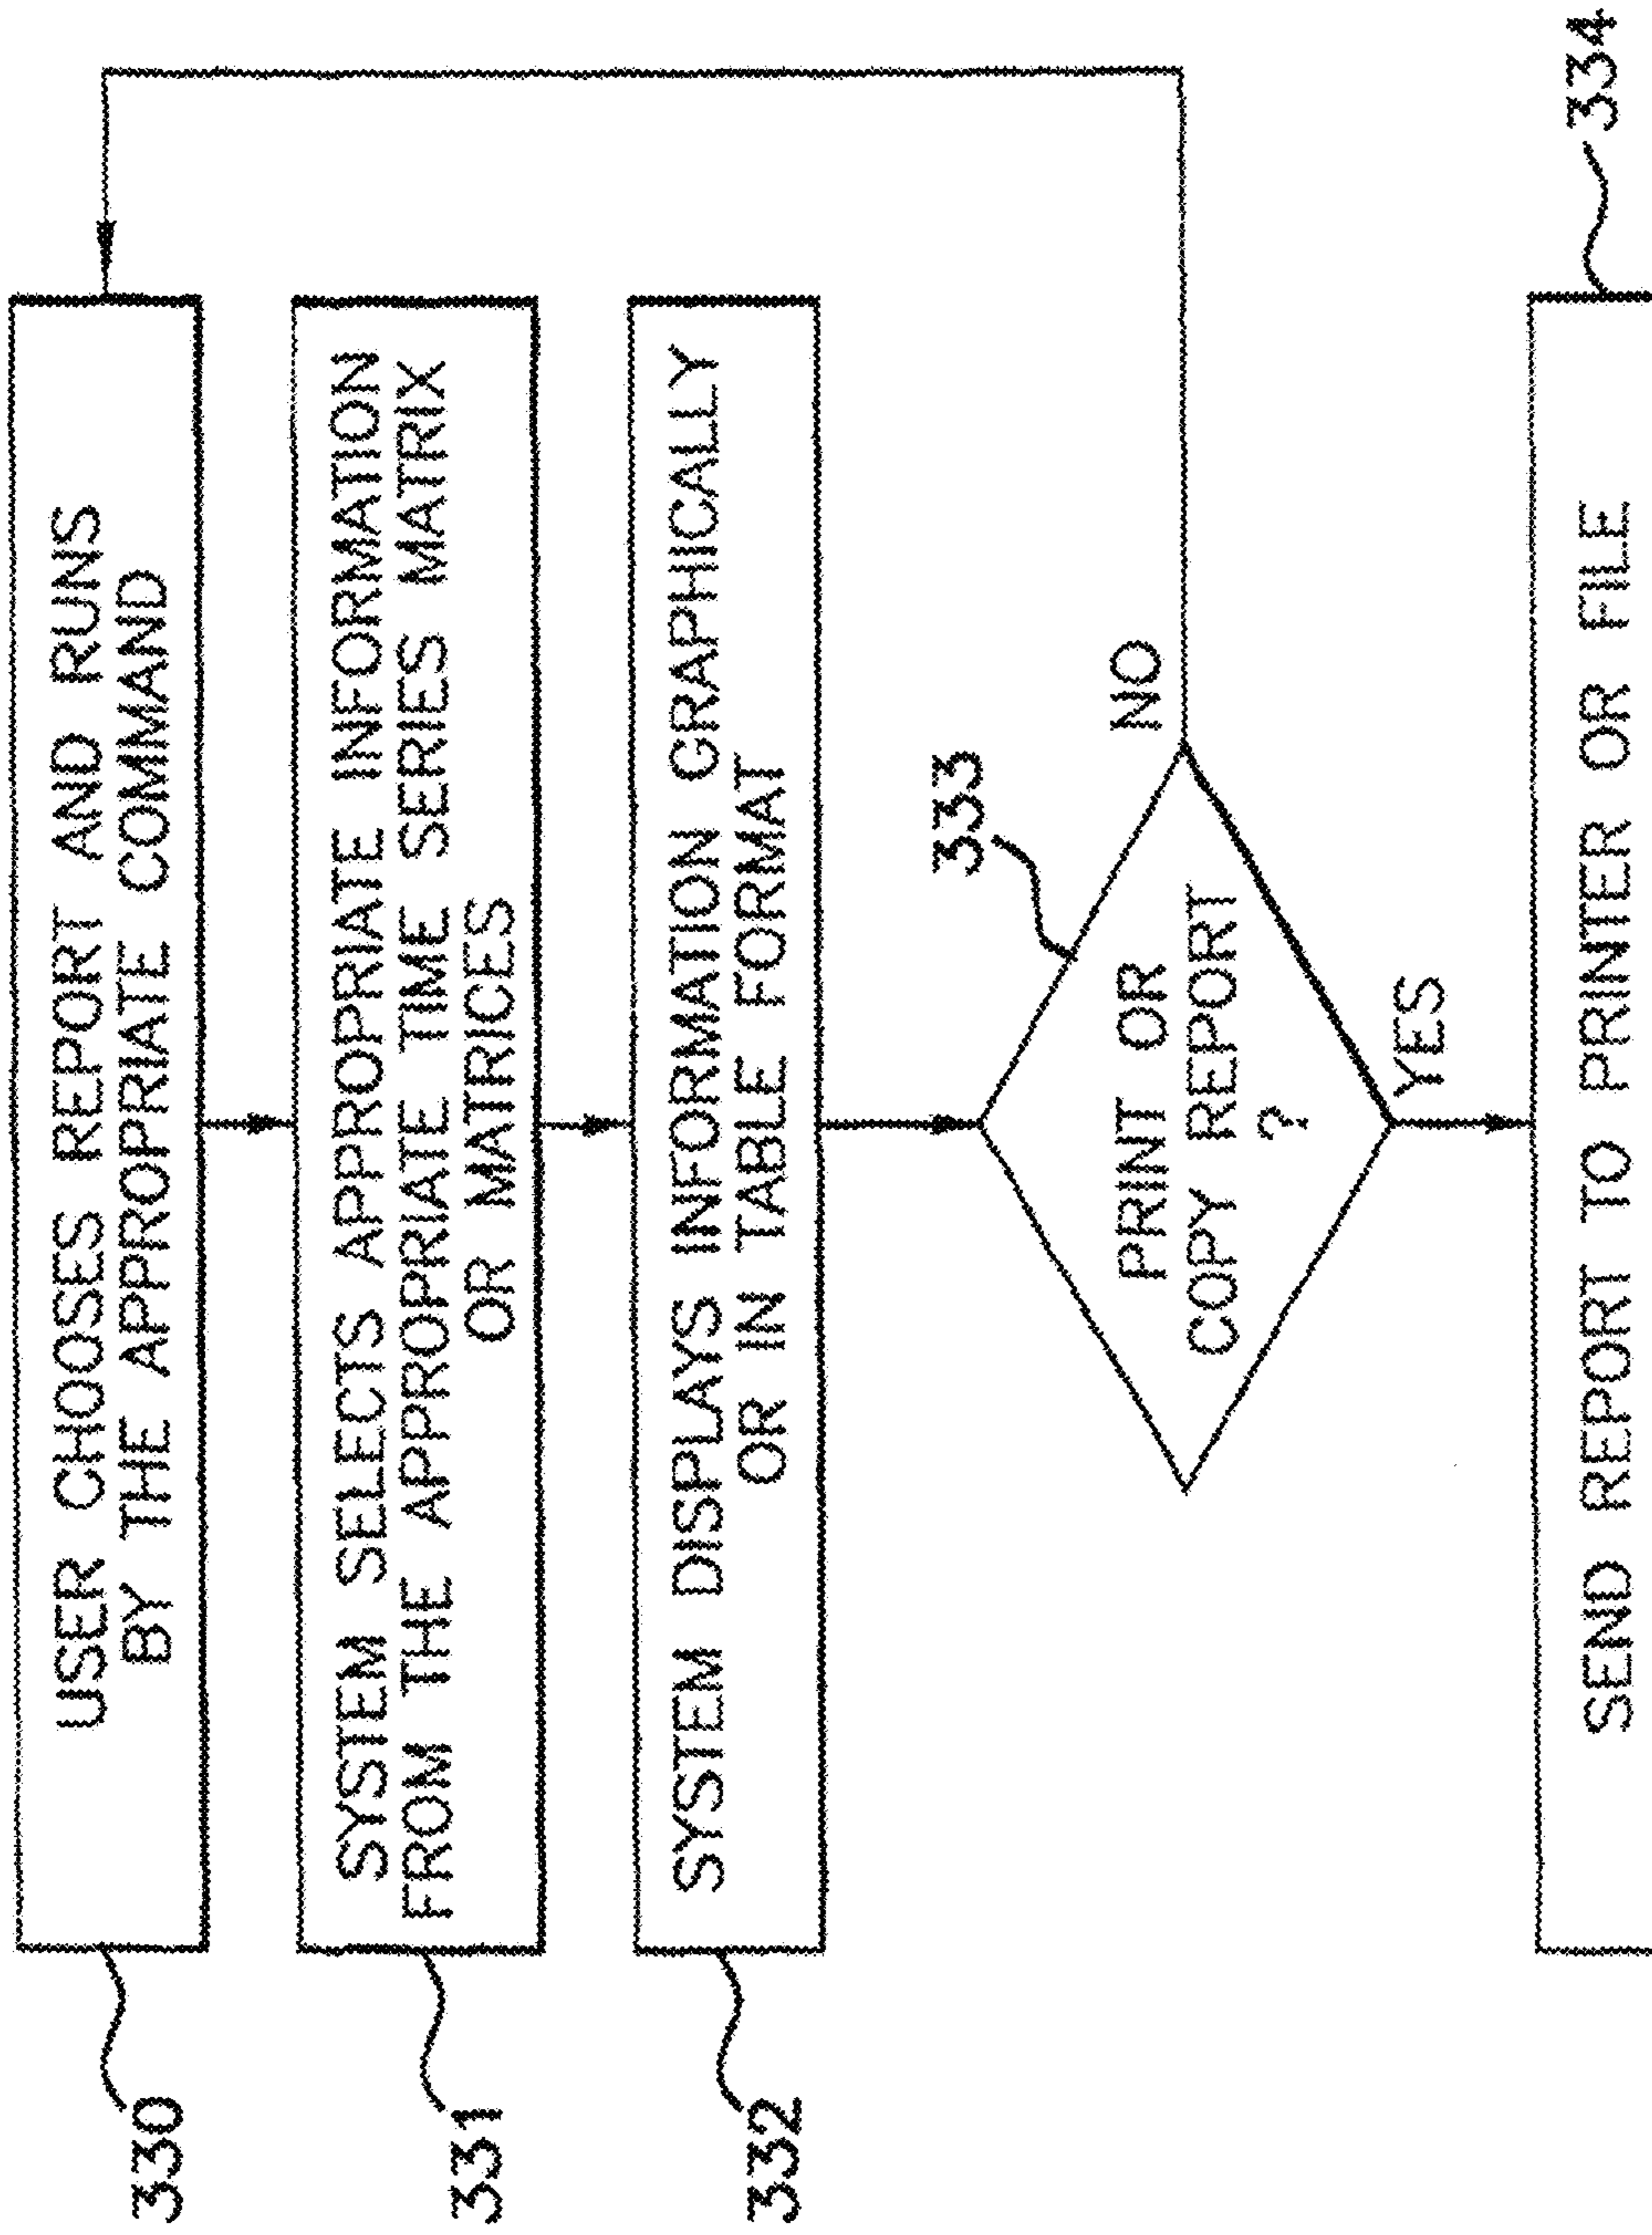 USER CHOOSES REPORT AND RUNS
BY THE APPROPRIATE COMMAND
330
SYSTEM SELECTS APPROPRIATE INFORMATION
FROM THE APPROPRIATE TIME SERIES MATRIX
OR MATRICES
331
SYSTEM DISPLAYS INFORMATION GRAPHICALLY
OR IN TABLE FORMAT
332
333
PRINT OR
COPY REPORT
?
NO
YES
SEND REPORT TO PRINTER OR FILE
334